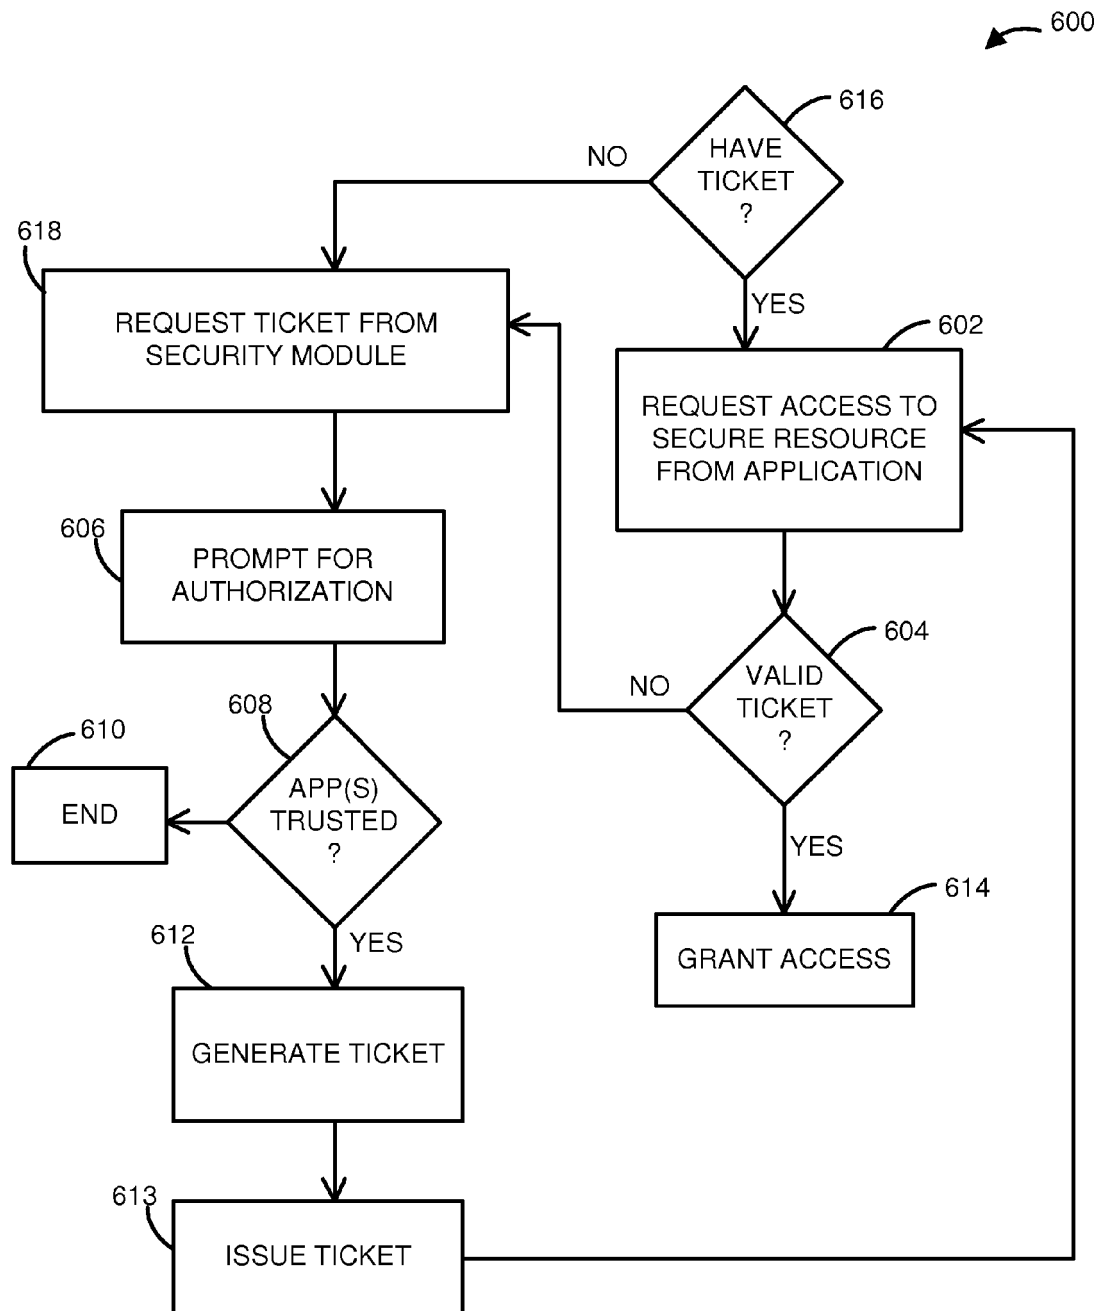 600
616
HAVE
TICKET
?
NO
YES
618
REQUEST TICKET FROM
SECURITY MODULE
602
REQUEST ACCESS TO
SECURE RESOURCE
FROM APPLICATION
606
PROMPT FOR
AUTHORIZATION
604
VALID
TICKET
?
NO
YES
608
APP(S)
TRUSTED
?
610
END
YES
614
GRANT ACCESS
612
GENERATE TICKET
613
ISSUE TICKET